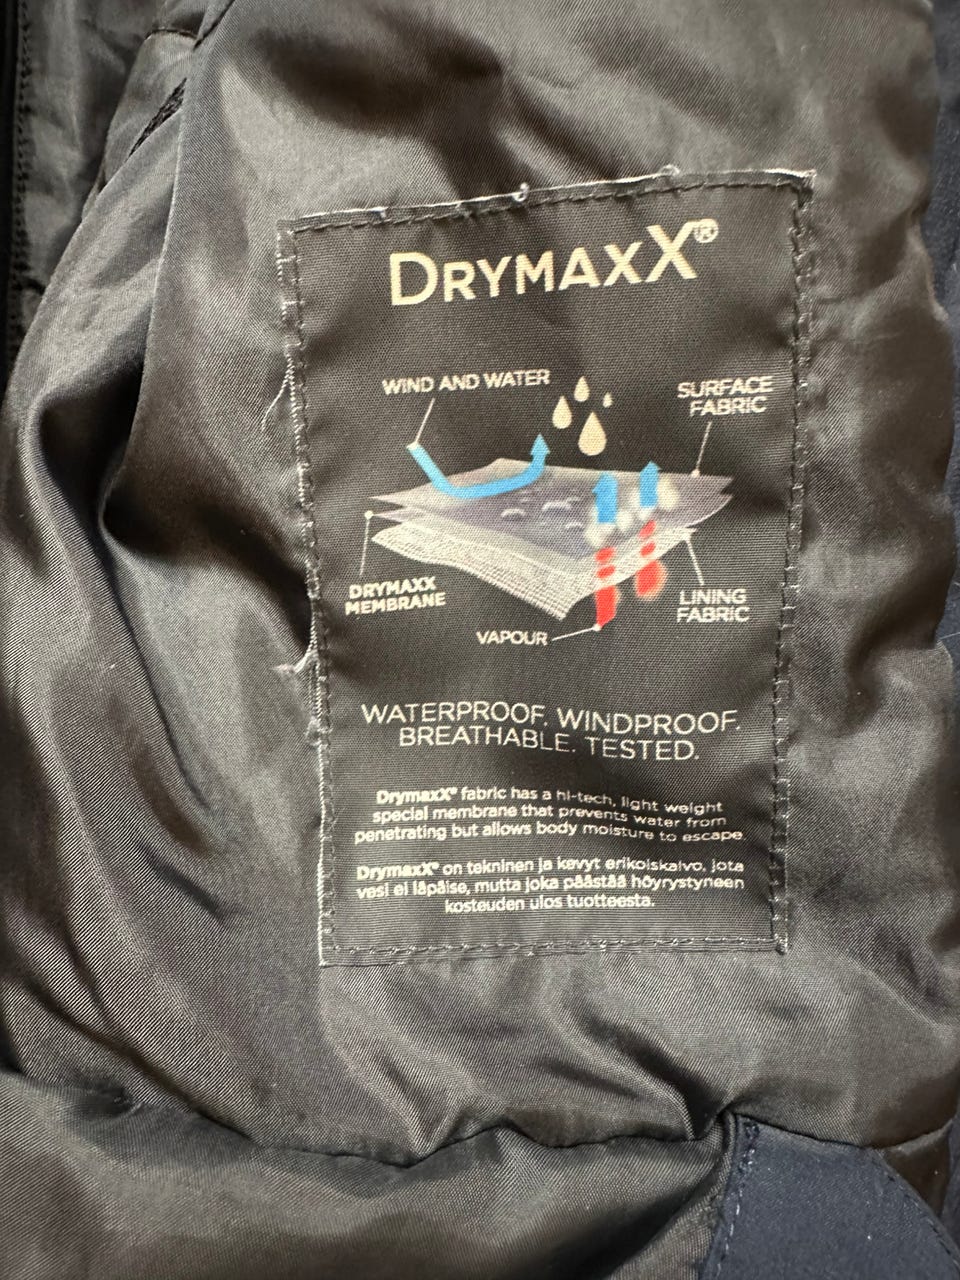 DRYMAXX®
WIND AND WATER
SURFACE
FABRIC
DRYMAXX
MEMBRANE
LINING
FABRIC
VAPOUR
WATERPROOF. WINDPROOF.
BREATHABLE. TESTED.
DrymaxX® fabric has a hi-tech, light weight
special membrane that prevents water from
penetrating but allows body moisture to escape.
DrymaxX® on tekninen ja kevyt erikoiskalvo, jota
vesi ei läpäise, mutta joka päästää höyrystyneen
kosteuden ulos tuotteesta.